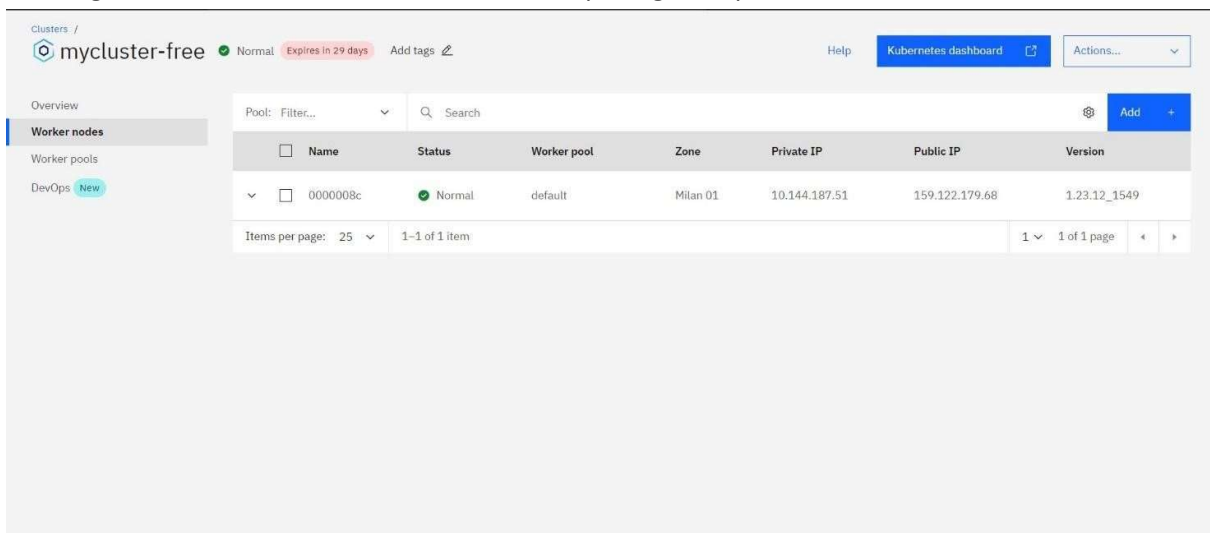 Clusters /
mycluster-free Normal Expires in 29 days Add tags Help Kubernetes dashboard Actions...
Overview
Worker nodes
Worker pools
DevOps New
Pool: Filter... Search Add +
Name Status Worker pool Zone Private IP Public IP Version
0000008c Normal default Milan 01 10.144.187.51 159.122.179.68 1.23.12_1549
Items per page: 25 1–1 of 1 item 1 1 of 1 page